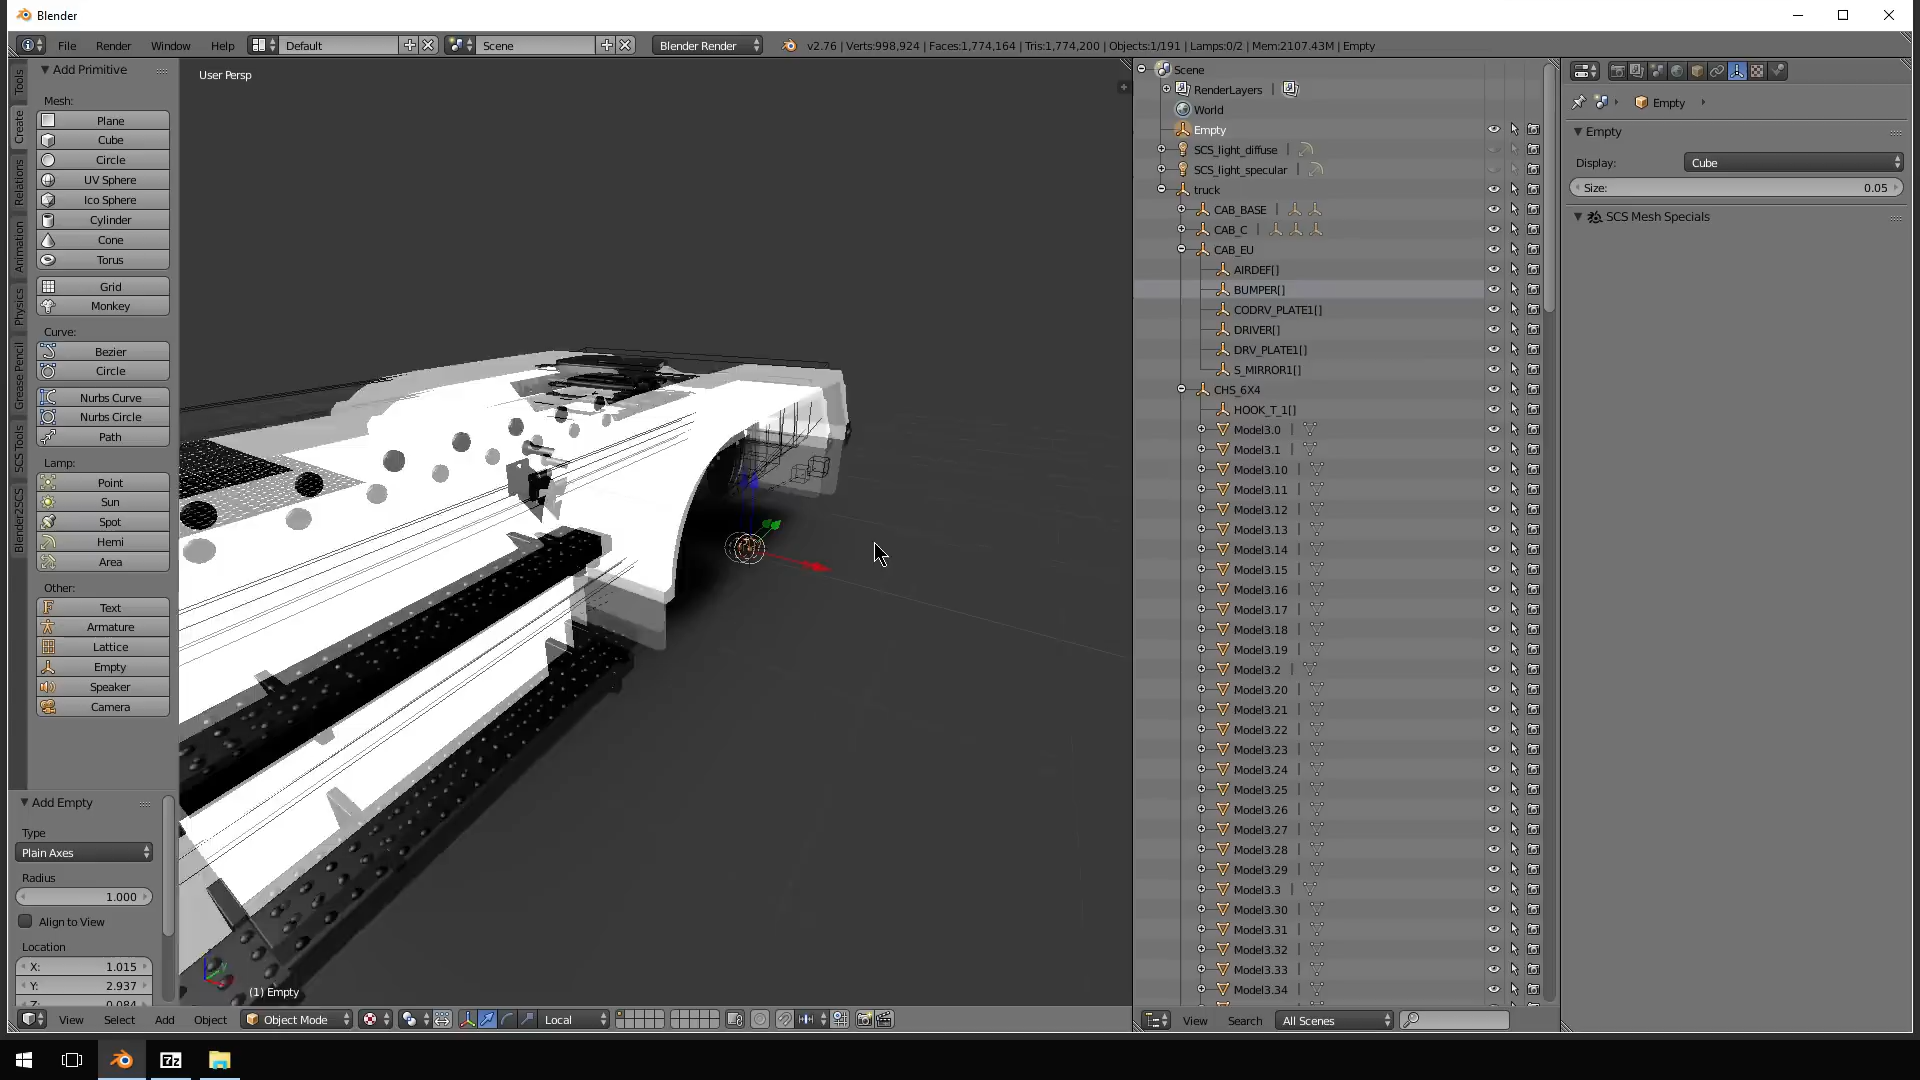 Blender
File Render Window Help Default Scene Blender Render v2.76 | Verts:998,924 | Faces:1,774,164 | Tris:1,774,200 | Objects:1/191 | Lamps:0/2 | Mem:2107.43M | Empty
Tools
Create
Relations
Animation
Physics
Grease Pencil
SCS Tools
Blender2SCS
Add Primitive
Mesh:
Plane
Cube
Circle
UV Sphere
Ico Sphere
Cylinder
Cone
Torus
Grid
Monkey
Curve:
Bezier
Circle
Nurbs Curve
Nurbs Circle
Path
Lamp:
Point
Sun
Spot
Hemi
Area
Other:
Text
Armature
Lattice
Empty
Speaker
Camera
Add Empty
Type
Plain Axes
Radius
1.000
Align to View
Location
X: 1.015
Y: 2.937
Z: 0.084
User Persp
(1) Empty
View Select Add Object Object Mode Local
Scene
RenderLayers |
World
Empty
SCS_light_diffuse |
SCS_light_specular |
truck
CAB_BASE |
CAB_C |
CAB_EU
AIRDEF[]
BUMPER[]
CODRV_PLATE1[]
DRIVER[]
DRV_PLATE1[]
S_MIRROR1[]
CHS_6X4
HOOK_T_1[]
Model3.0 |
Model3.1 |
Model3.10 |
Model3.11 |
Model3.12 |
Model3.13 |
Model3.14 |
Model3.15 |
Model3.16 |
Model3.17 |
Model3.18 |
Model3.19 |
Model3.2 |
Model3.20 |
Model3.21 |
Model3.22 |
Model3.23 |
Model3.24 |
Model3.25 |
Model3.26 |
Model3.27 |
Model3.28 |
Model3.29 |
Model3.3 |
Model3.30 |
Model3.31 |
Model3.32 |
Model3.33 |
Model3.34 |
View Search All Scenes
Empty
Empty
Display: Cube
Size: 0.05
SCS Mesh Specials
7z